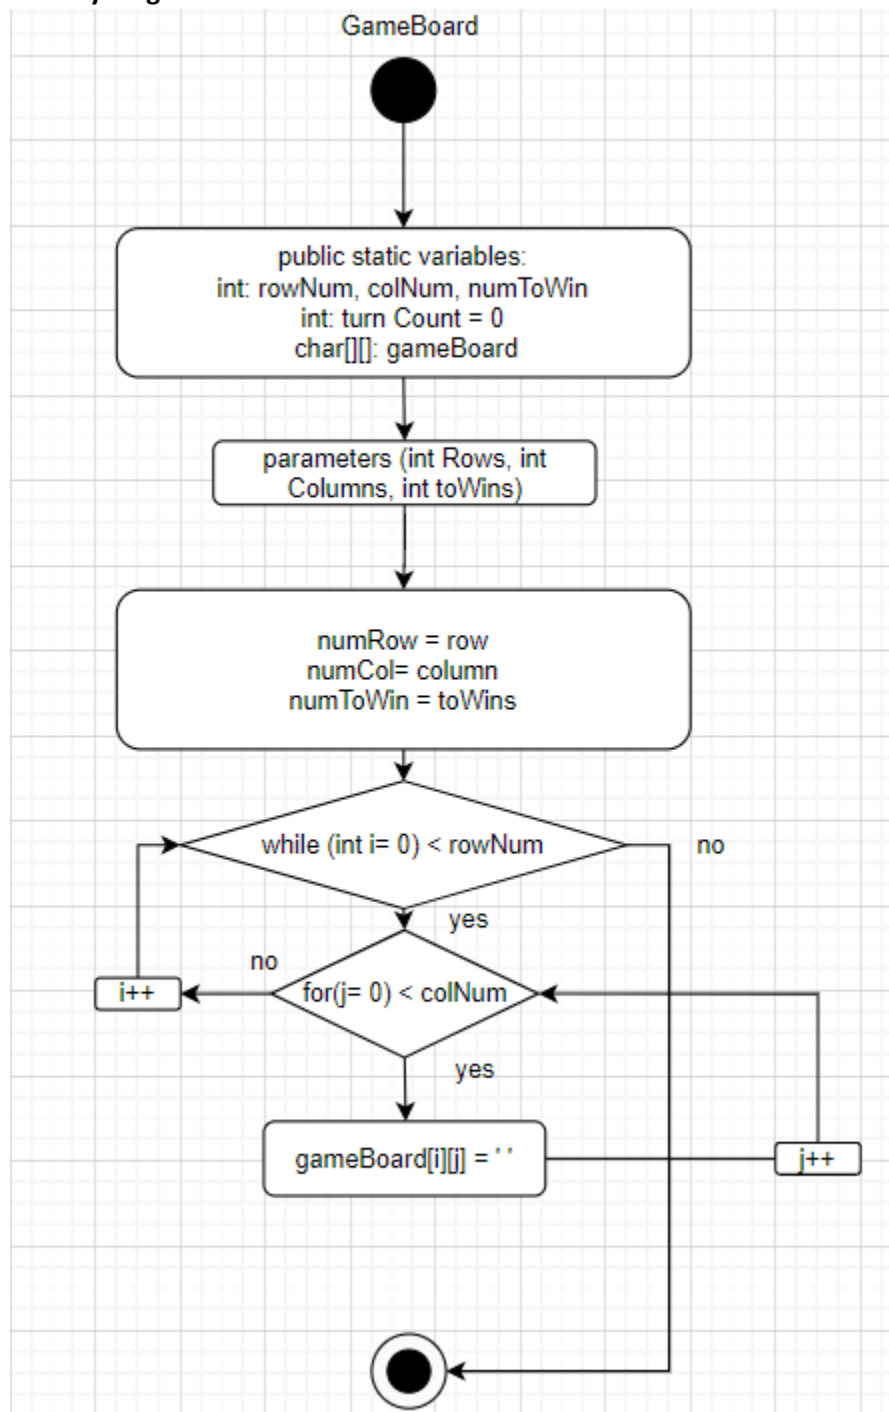 GameBoard
public static variables:
int: rowNum, colNum, numToWin
int: turn Count = 0
char[][]: gameBoard
parameters (int Rows, int
Columns, int toWins)
numRow = row
numCol= column
numToWin = toWins
while (int i= 0) < rowNum
no
yes
no
i++
for(j= 0) < colNum
yes
gameBoard[i][j] = ' '
j++